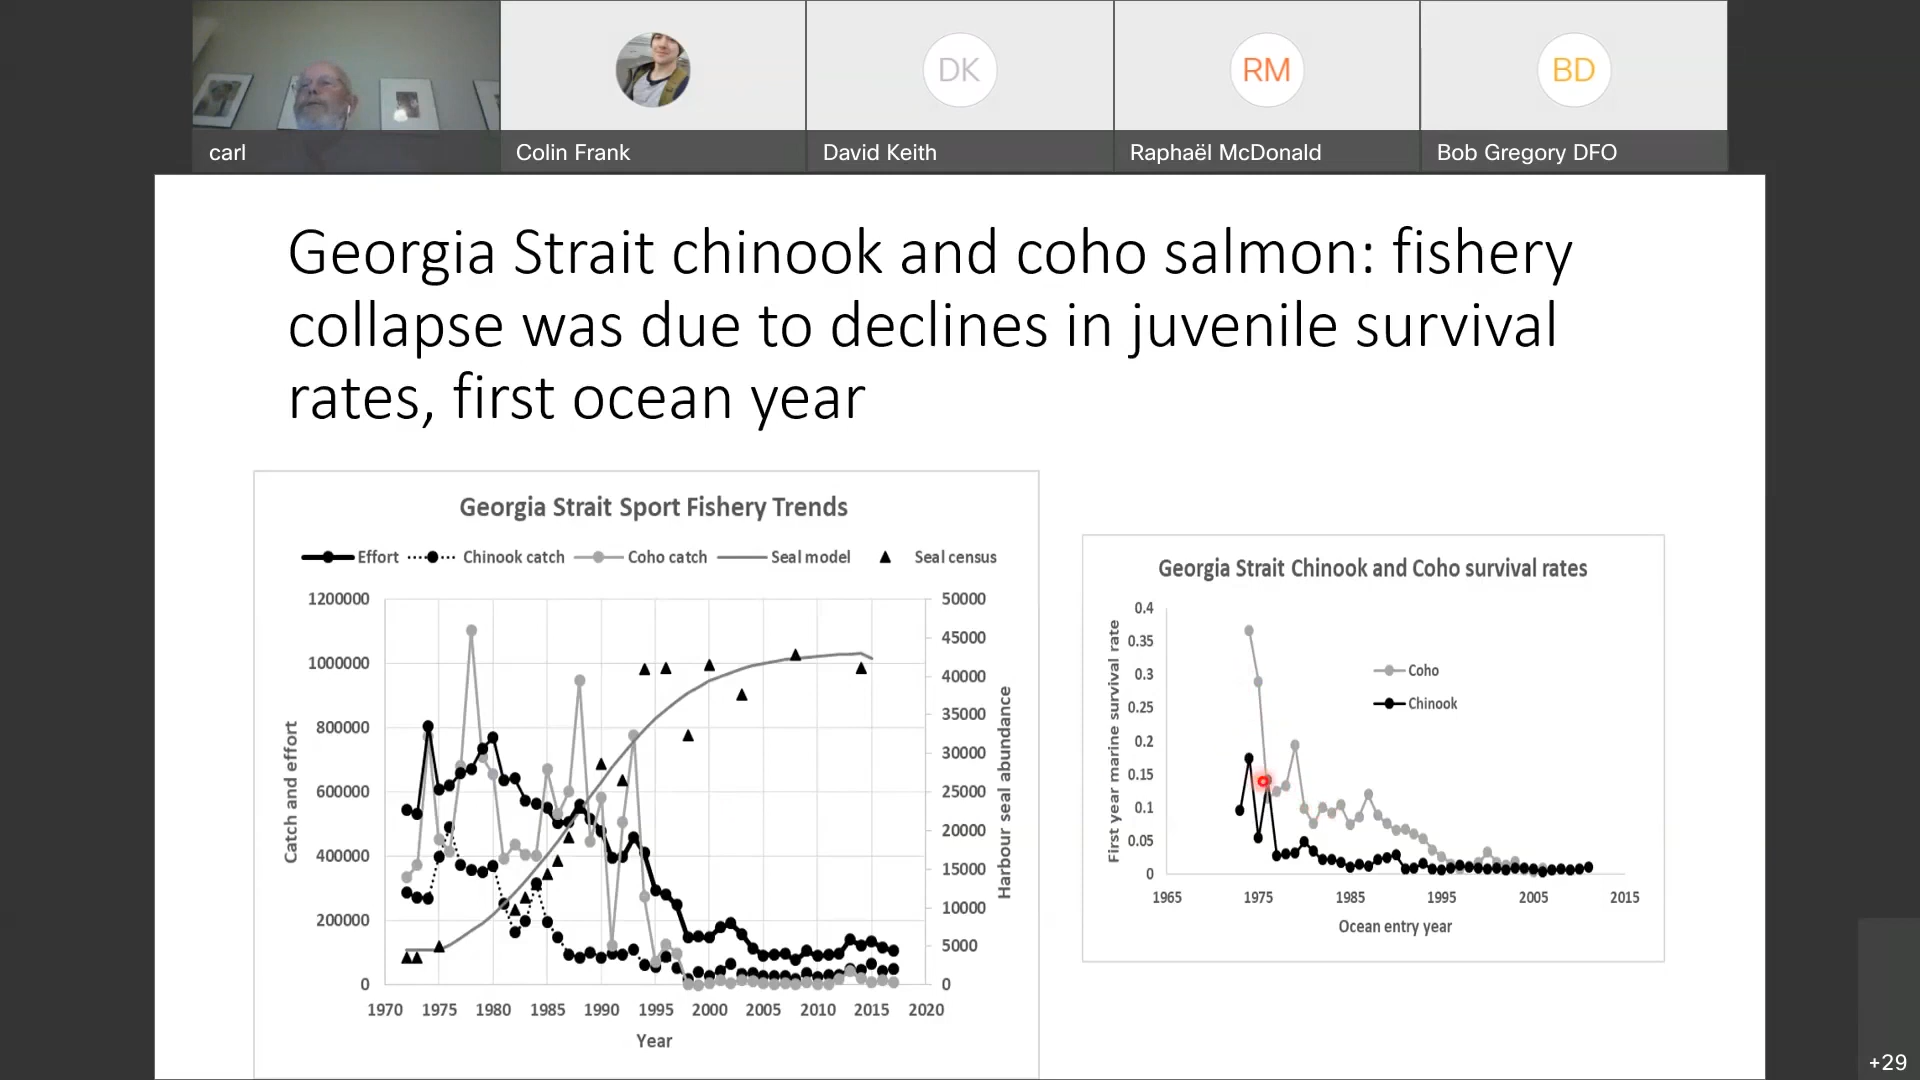 DK
RM
BD
carl
Colin Frank
David Keith
Raphaël McDonald
Bob Gregory DFO
Georgia Strait chinook and coho salmon: fishery
collapse was due to declines in juvenile survival
rates, first ocean year
Georgia Strait Sport Fishery Trends
Effort Chinook catch Coho catch Seal model Seal census
1200000
1000000
800000
600000
400000
200000
0
Catch and effort
50000
45000
40000
35000
30000
25000
20000
15000
10000
5000
0
Harbour seal abundance
1970 1975 1980 1985 1990 1995 2000 2005 2010 2015 2020
Year
Georgia Strait Chinook and Coho survival rates
0.4
0.35
0.3
0.25
0.2
0.15
0.1
0.05
0
First year marine survival rate
Coho
Chinook
1965 1975 1985 1995 2005 2015
Ocean entry year
+29